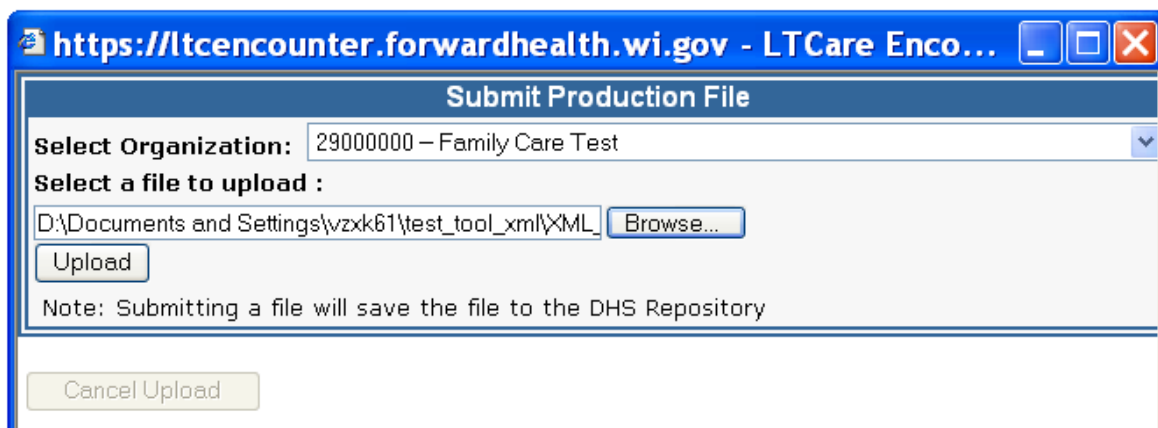 https://ltcencounter.forwardhealth.wi.gov - LTCare Enco...
Submit Production File
Select Organization: 29000000 – Family Care Test
Select a file to upload :
D:\Documents and Settings\vzxk61\test_tool_xml\XML_ Browse...
Upload
Note: Submitting a file will save the file to the DHS Repository
Cancel Upload